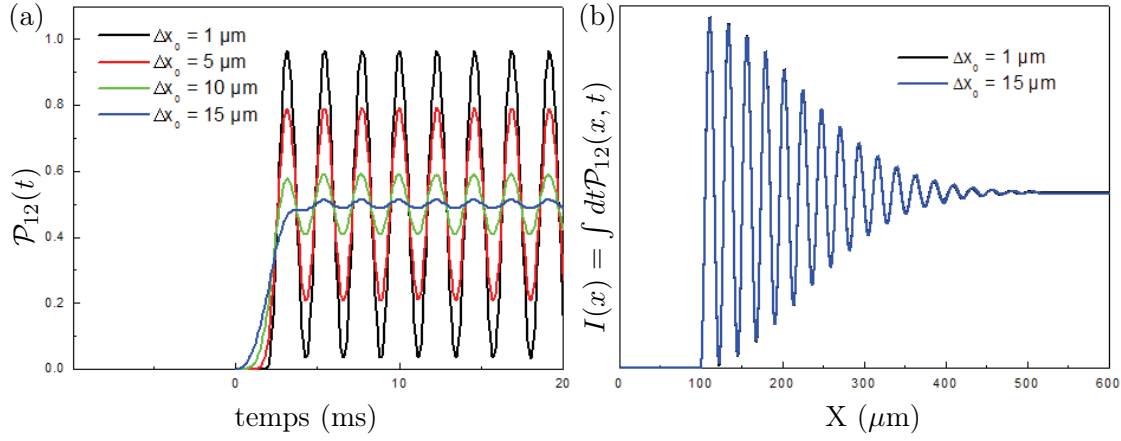 (a)
1.0
0.8
0.6
0.4
0.2
0.0
𝒫₁₂(t)
Δx₀ = 1 µm
Δx₀ = 5 µm
Δx₀ = 10 µm
Δx₀ = 15 µm
0 5 10 15 20
temps (ms)
(b)
I(x) = ∫ dt𝒫₁₂(x, t)
Δx₀ = 1 µm
Δx₀ = 15 µm
0 100 200 300 400 500 600
X (µm)